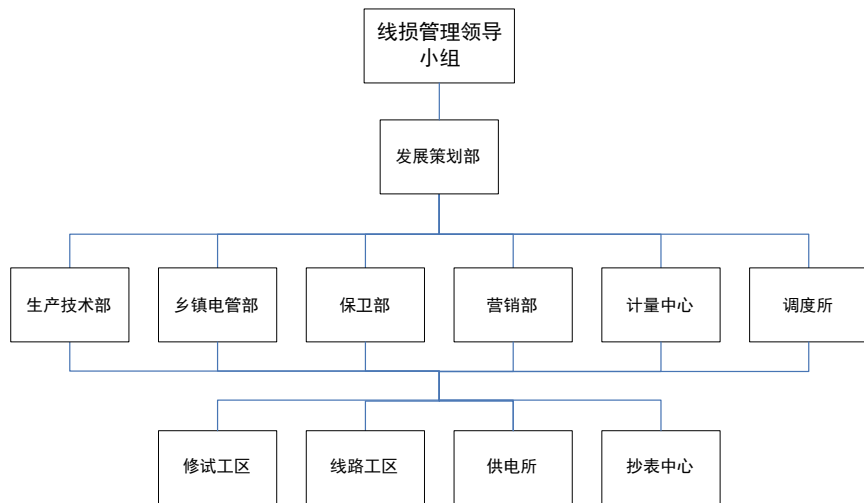 线损管理领导
小组
发展策划部
生产技术部
乡镇电管部
保卫部
营销部
计量中心
调度所
修试工区
线路工区
供电所
抄表中心